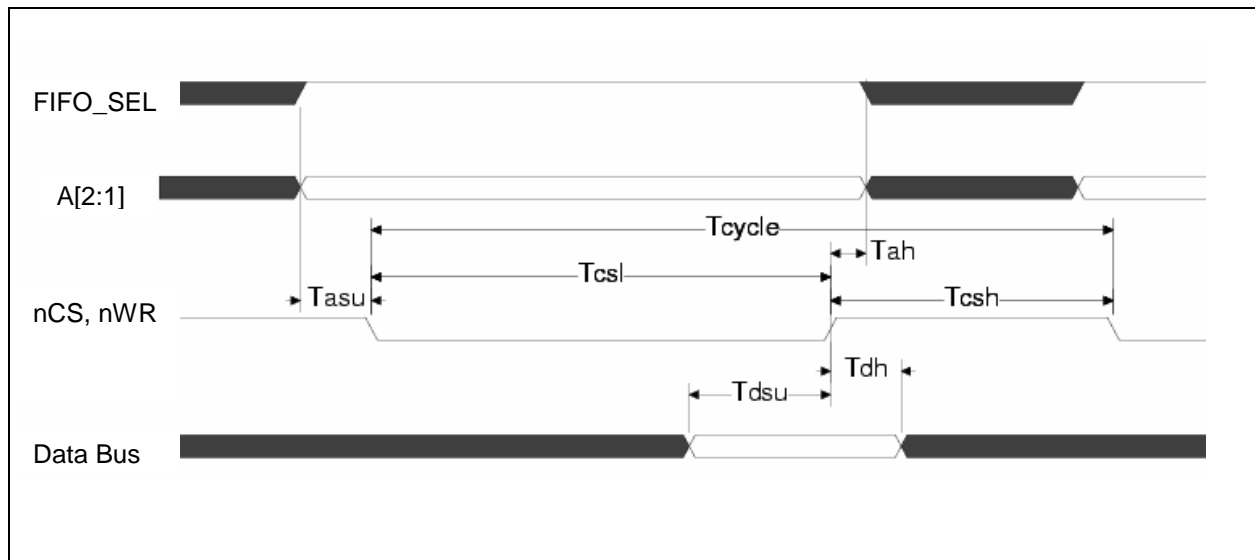 FIFO_SEL
A[2:1]
Tcycle
Tah
Tcsl
Tasu
Tcsh
nCS, nWR
Tdh
Tdsu
Data Bus